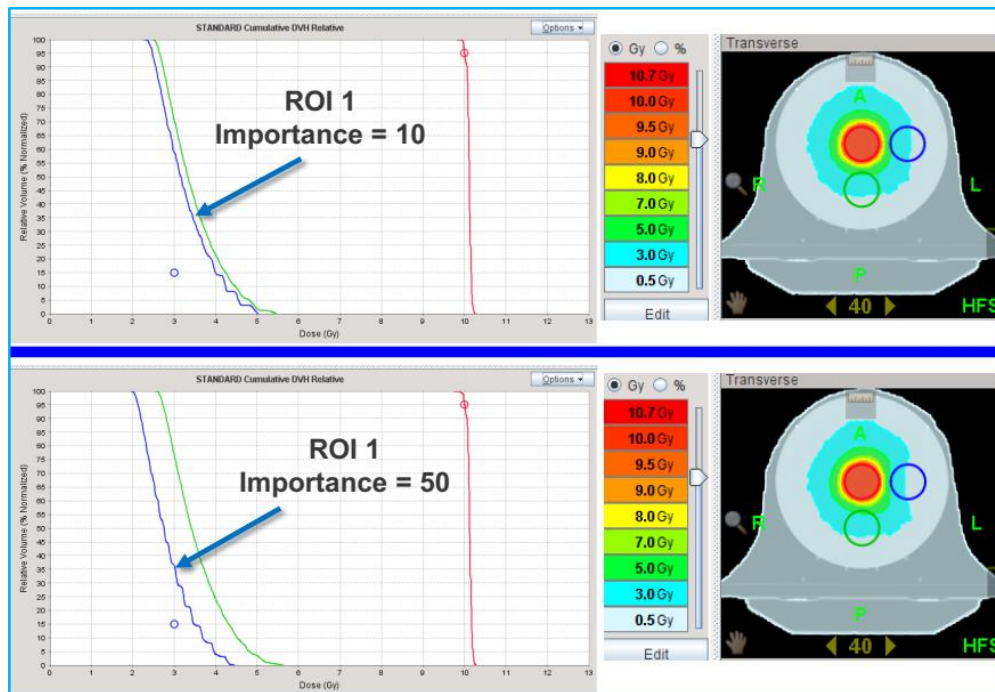 STANDARD Cumulative DVH Relative
Options
Relative Volume (% Normalized)
100
95
90
85
80
75
70
65
60
55
50
45
40
35
30
25
20
15
10
5
0
ROI 1
Importance = 10
0 1 2 3 4 5 6 7 8 9 10 11 12 13
Dose (Gy)
Gy %
10.7 Gy
10.0 Gy
9.5 Gy
9.0 Gy
8.0 Gy
7.0 Gy
5.0 Gy
3.0 Gy
0.5 Gy
Edit
Transverse
A
R
L
P
40
HFS
STANDARD Cumulative DVH Relative
Options
Relative Volume (% Normalized)
100
95
90
85
80
75
70
65
60
55
50
45
40
35
30
25
20
15
10
5
0
ROI 1
Importance = 50
0 1 2 3 4 5 6 7 8 9 10 11 12 13
Dose (Gy)
Gy %
10.7 Gy
10.0 Gy
9.5 Gy
9.0 Gy
8.0 Gy
7.0 Gy
5.0 Gy
3.0 Gy
0.5 Gy
Edit
Transverse
A
R
L
P
40
HFS